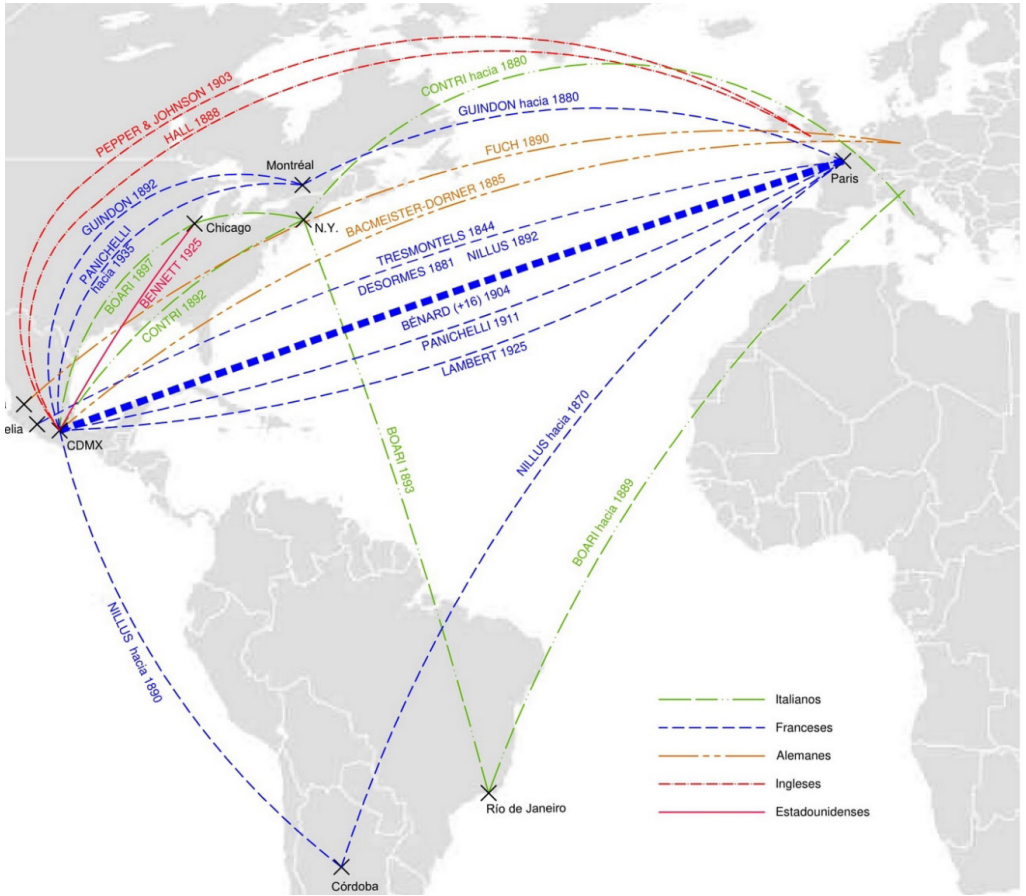 CONTRI hacia 1880
PEPPER & JOHNSON 1903
HALL 1888
GUINDON hacia 1880
FUCH 1890
Montréal
Paris
GUINDON 1892
BACMEISTER-DORNER 1885
Chicago
N.Y.
PANICHELLI
hacia 1935
TRESMONTELS 1844
DESORMES 1881 NILLUS 1892
BOARI 1897
BENNETT 1925
CONTRI 1892
BÉNARD (+16) 1904
PANICHELLI 1911
LAMBERT 1925
elia
CDMX
BOARI 1893
NILLUS hacia 1870
BOARI hacia 1889
NILLUS hacia 1890
Italianos
Franceses
Alemanes
Ingleses
Estadounidenses
Río de Janeiro
Córdoba